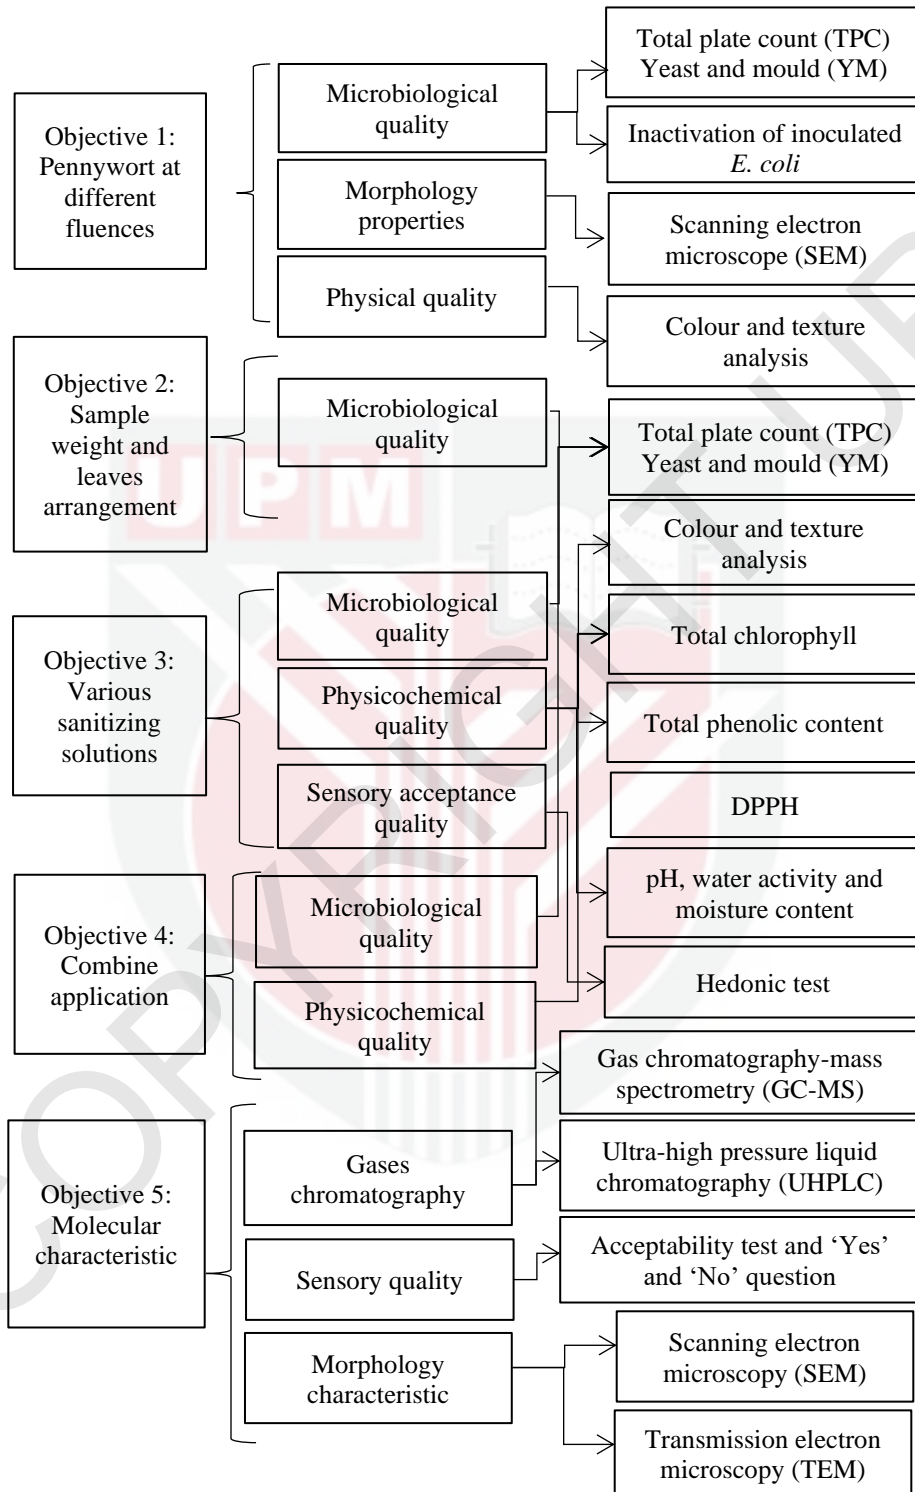 Objective 1:
Pennywort at
different
fluences
Microbiological
quality
Morphology
properties
Physical quality
Total plate count (TPC)
Yeast and mould (YM)
Inactivation of inoculated
E. coli
Scanning electron
microscope (SEM)
Colour and texture
analysis
Objective 2:
Sample
weight and
leaves
arrangement
Microbiological
quality
Total plate count (TPC)
Yeast and mould (YM)
Colour and texture
analysis
Objective 3:
Various
sanitizing
solutions
Microbiological
quality
Physicochemical
quality
Sensory acceptance
quality
Total chlorophyll
Total phenolic content
DPPH
pH, water activity and
moisture content
Hedonic test
Objective 4:
Combine
application
Microbiological
quality
Physicochemical
quality
Objective 5:
Molecular
characteristic
Gases
chromatography
Sensory quality
Morphology
characteristic
Gas chromatography-mass
spectrometry (GC-MS)
Ultra-high pressure liquid
chromatography (UHPLC)
Acceptability test and ‘Yes’
and ‘No’ question
Scanning electron
microscopy (SEM)
Transmission electron
microscopy (TEM)
UPM
COPYRIGHT UP